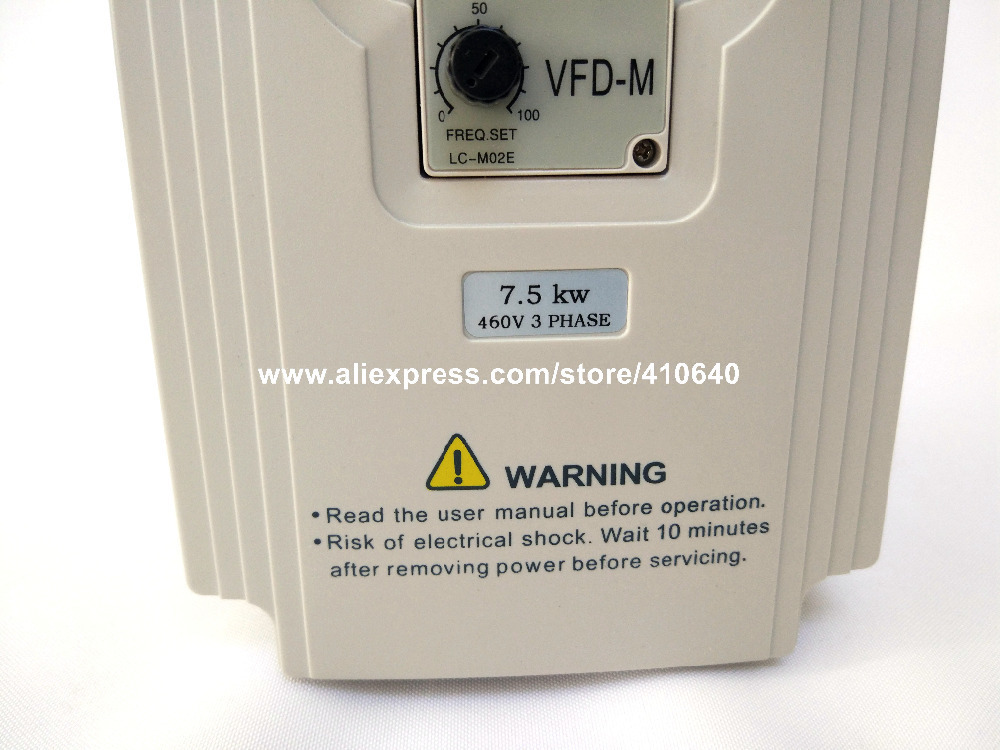 50
VFD-M
0
100
FREQ.SET
LC-M02E
7.5 kw
460V 3 PHASE
www.aliexpress.com/store/410640
WARNING
•Read the user manual before operation.
•Risk of electrical shock. Wait 10 minutes
after removing power before servicing.